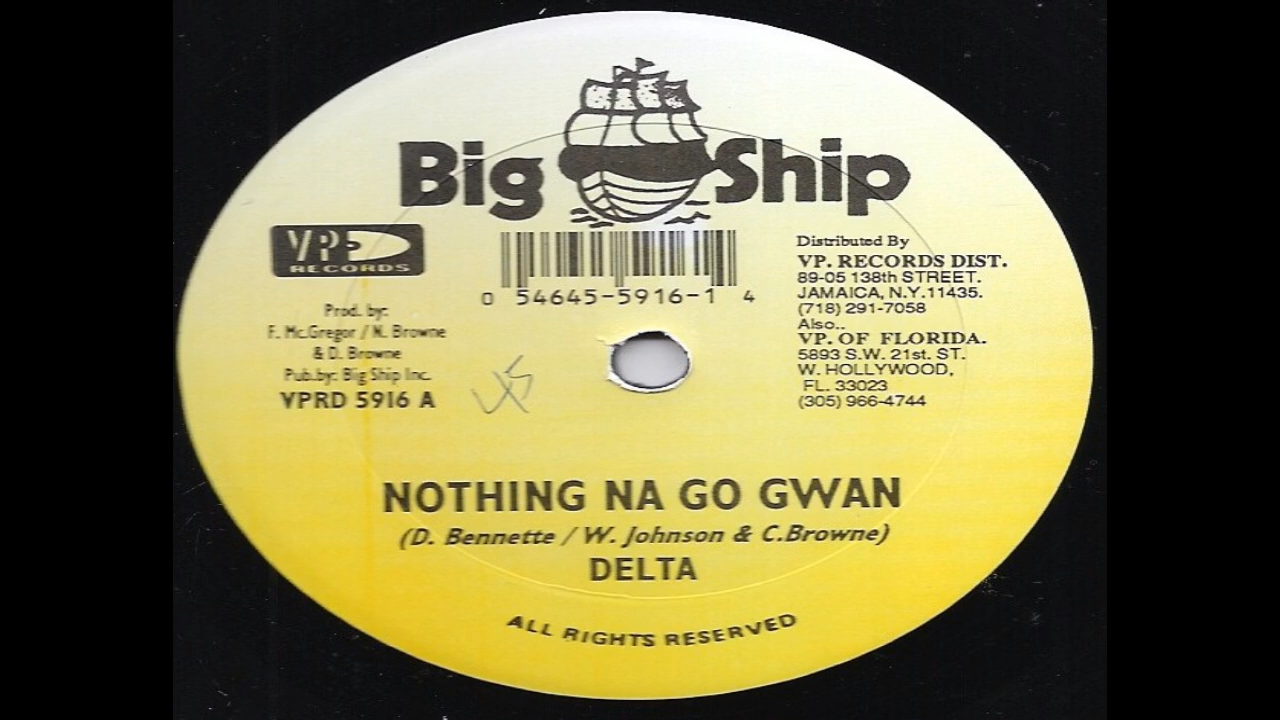 Big Ship
VP
RECORDS
Prod. by:
F. Mc.Gregor / N. Browne
& D. Browne
Pub.by: Big Ship Inc.
VPRD 5916 A
0 54645-5916-1 4
Distributed By
VP. RECORDS DIST.
89-05 138th STREET.
JAMAICA, N.Y.11435.
(718) 291-7058
Also..
VP. OF FLORIDA.
5893 S.W. 21st. ST.
W. HOLLYWOOD,
FL. 33023
(305) 966-4744
NOTHING NA GO GWAN
(D. Bennette / W. Johnson & C.Browne)
DELTA
ALL RIGHTS RESERVED